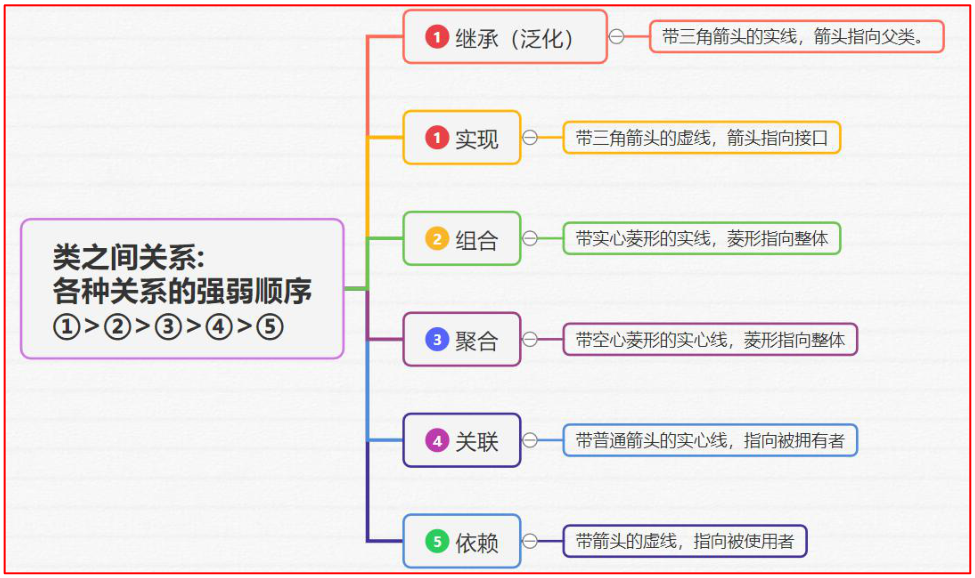 类之间关系:
各种关系的强弱顺序
①>②>③>④>⑤
1 继承（泛化）
带三角箭头的实线，箭头指向父类。
1 实现
带三角箭头的虚线，箭头指向接口
2 组合
带实心菱形的实线，菱形指向整体
3 聚合
带空心菱形的实心线，菱形指向整体
4 关联
带普通箭头的实心线，指向被拥有者
5 依赖
带箭头的虚线，指向被使用者